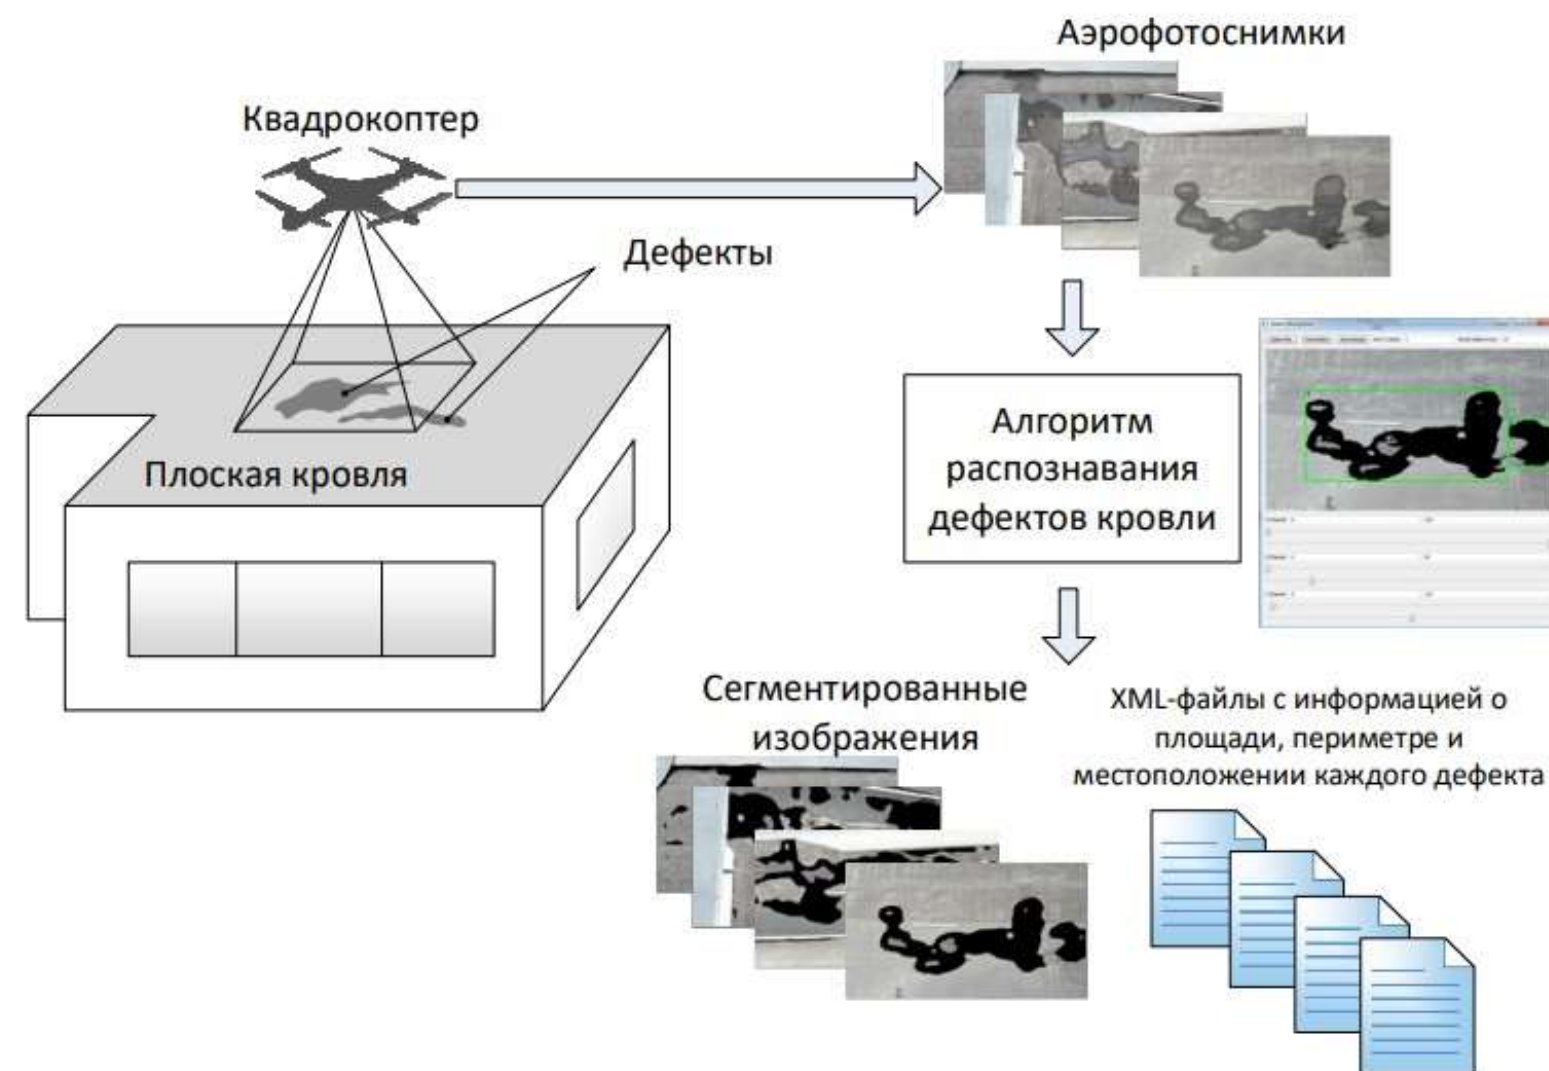 Аэрофотоснимки
Квадрокоптер
Дефекты
Плоская кровля
Алгоритм
распознавания
дефектов кровли
Сегментированные
изображения
XML-файлы с информацией о
площади, периметре и
местоположении каждого дефекта